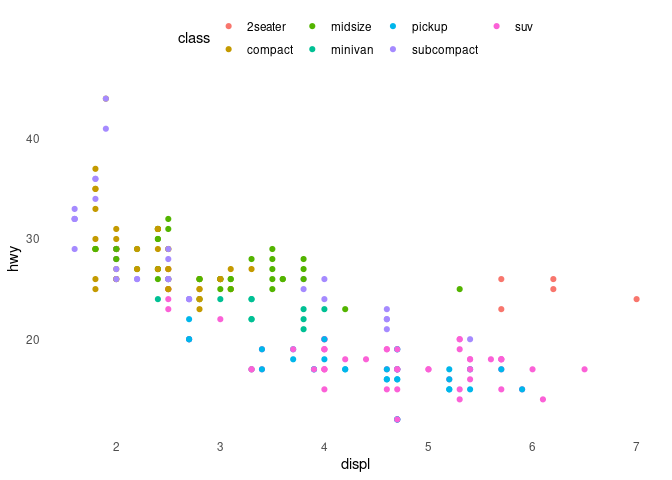 class
2seater midsize pickup suv
compact minivan subcompact
hwy
40
30
20
2 3 4 5 6 7
displ